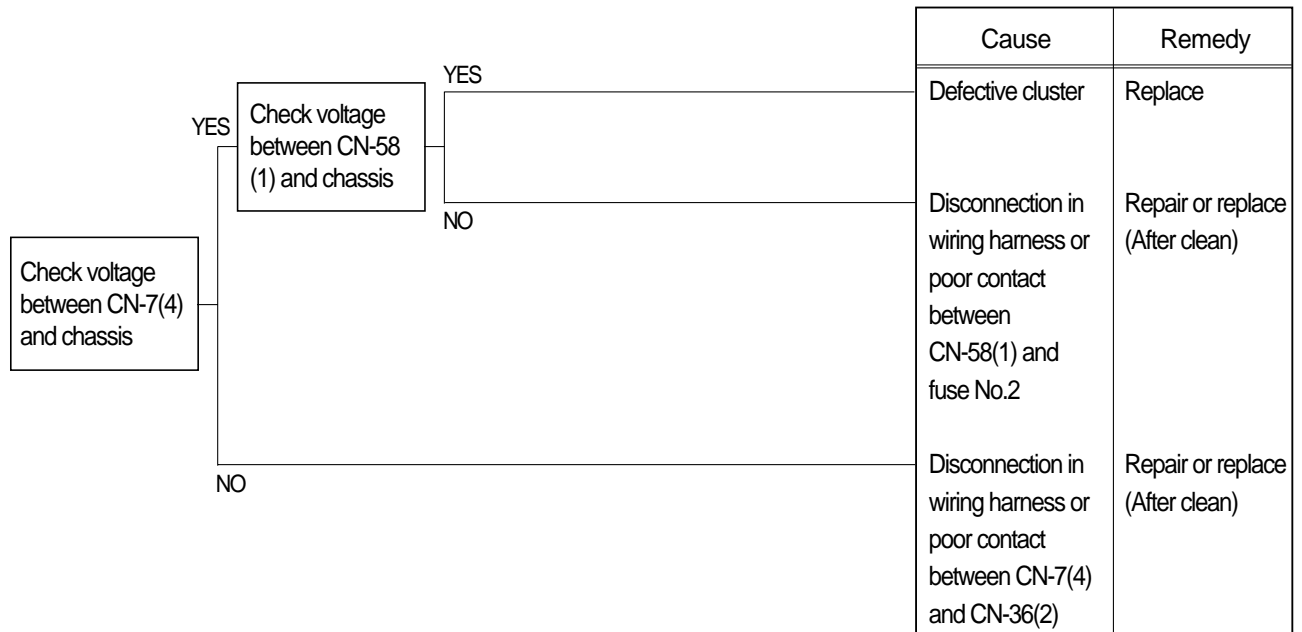 Cause
Remedy
YES
Defective cluster
Replace
YES
Check voltage
between CN-58
(1) and chassis
NO
Disconnection in
wiring harness or
poor contact
between
CN-58(1) and
fuse No.2
Repair or replace
(After clean)
Check voltage
between CN-7(4)
and chassis
NO
Disconnection in
wiring harness or
poor contact
between CN-7(4)
and CN-36(2)
Repair or replace
(After clean)